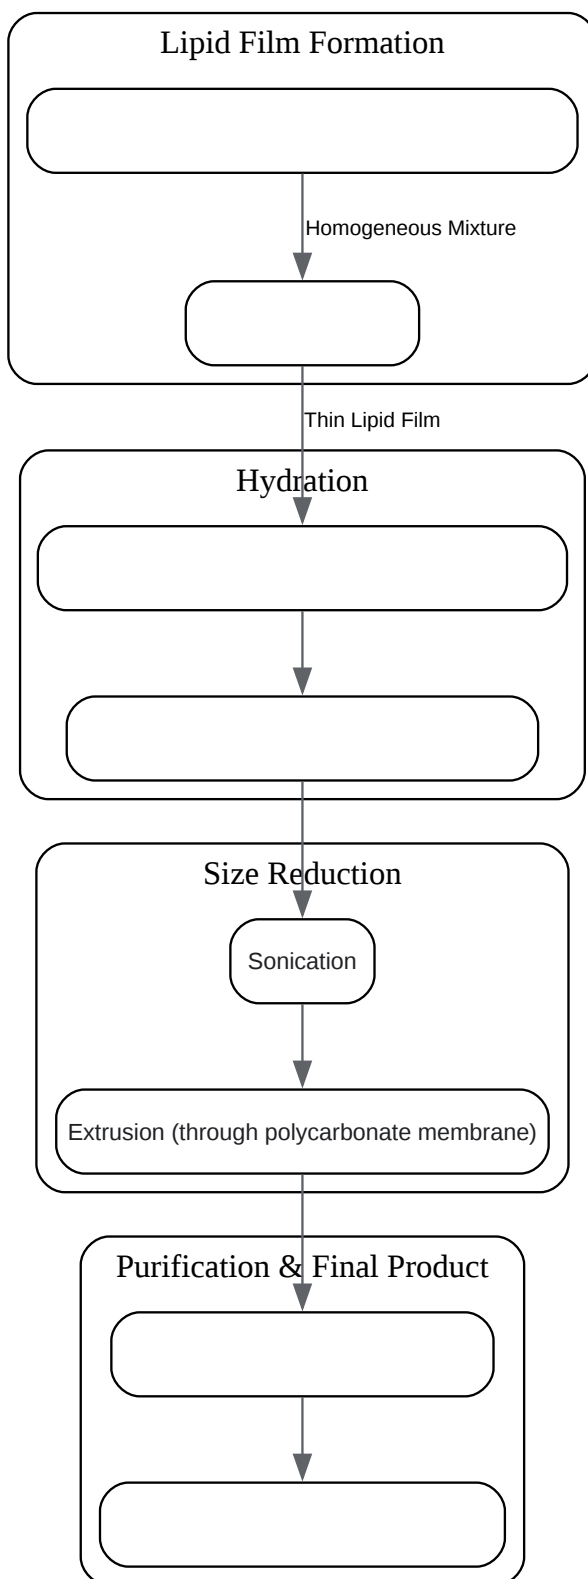 Lipid Film Formation
Homogeneous Mixture
Thin Lipid Film
Hydration
Size Reduction
Sonication
Extrusion (through polycarbonate membrane)
Purification & Final Product